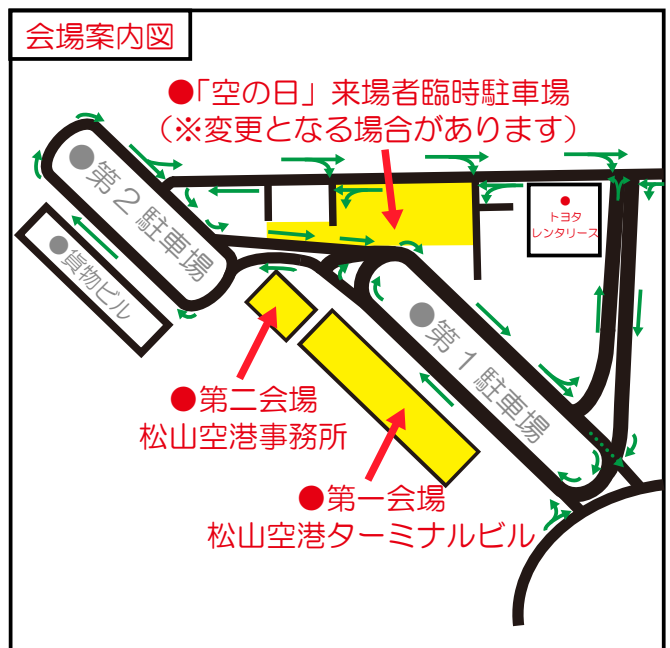 会場案内図
●「空の日」来場者臨時駐車場
（※変更となる場合があります）
●第２駐車場
●貨物ビル
●
トヨタ
レンタリース
●第１駐車場
●第二会場
松山空港事務所
●第一会場
松山空港ターミナルビル